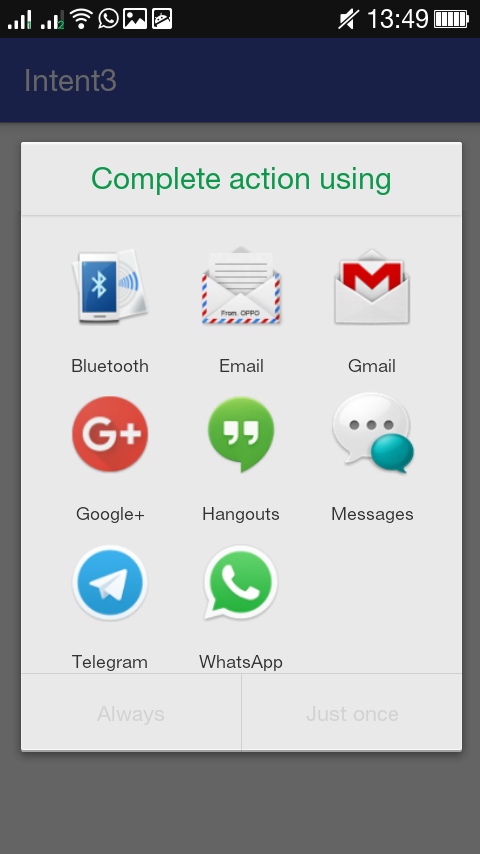 13:49
Intent3
Complete action using
From. OPPO
Bluetooth Email Gmail
G+
Google+ Hangouts Messages
Telegram WhatsApp
Always Just once